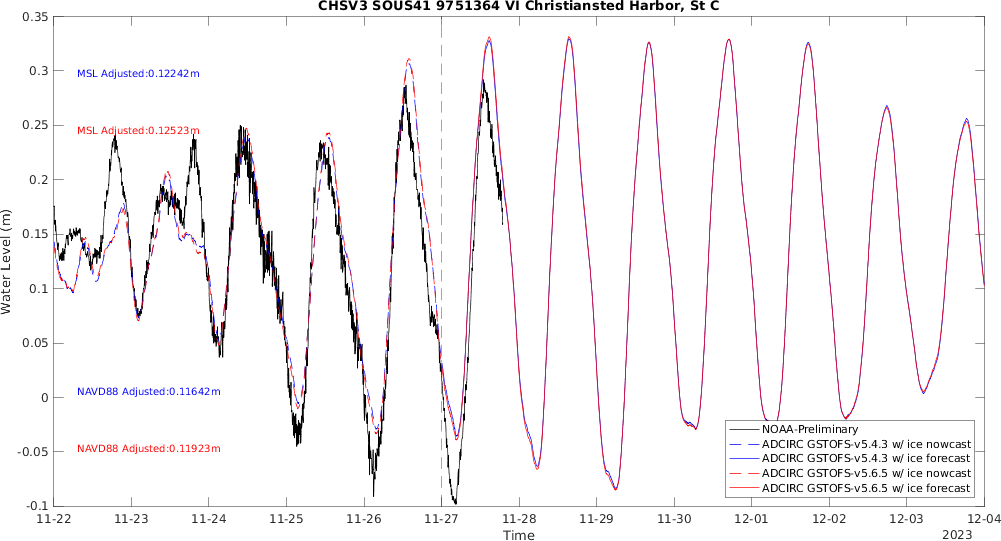 CHSV3 SOUS41 9751364 VI Christiansted Harbor, St C
0.35
0.3
0.25
0.2
0.15
0.1
0.05
0
-0.05
-0.1
Water Level (m)
MSL Adjusted:0.12242m
MSL Adjusted:0.12523m
NAVD88 Adjusted:0.11642m
NAVD88 Adjusted:0.11923m
NOAA-Preliminary
ADCIRC GSTOFS-v5.4.3 w/ ice nowcast
ADCIRC GSTOFS-v5.4.3 w/ ice forecast
ADCIRC GSTOFS-v5.6.5 w/ ice nowcast
ADCIRC GSTOFS-v5.6.5 w/ ice forecast
11-22 11-23 11-24 11-25 11-26 11-27 11-28 11-29 11-30 12-01 12-02 12-03 12-04
Time
2023